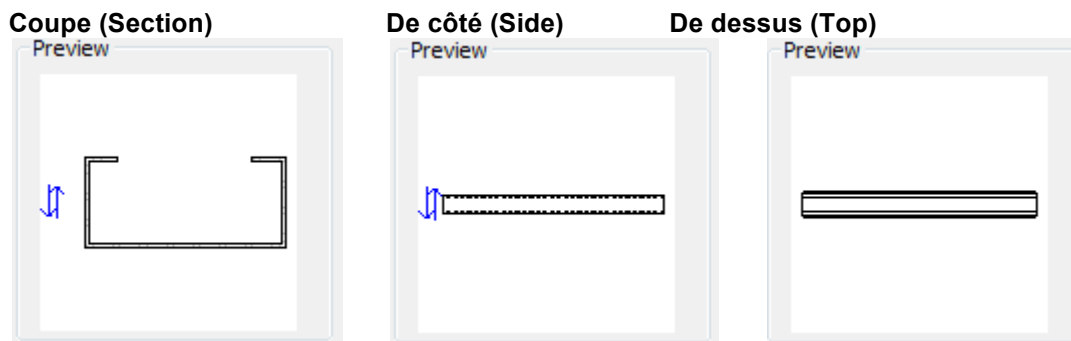 Coupe (Section) De côté (Side) De dessus (Top)
Preview Preview Preview